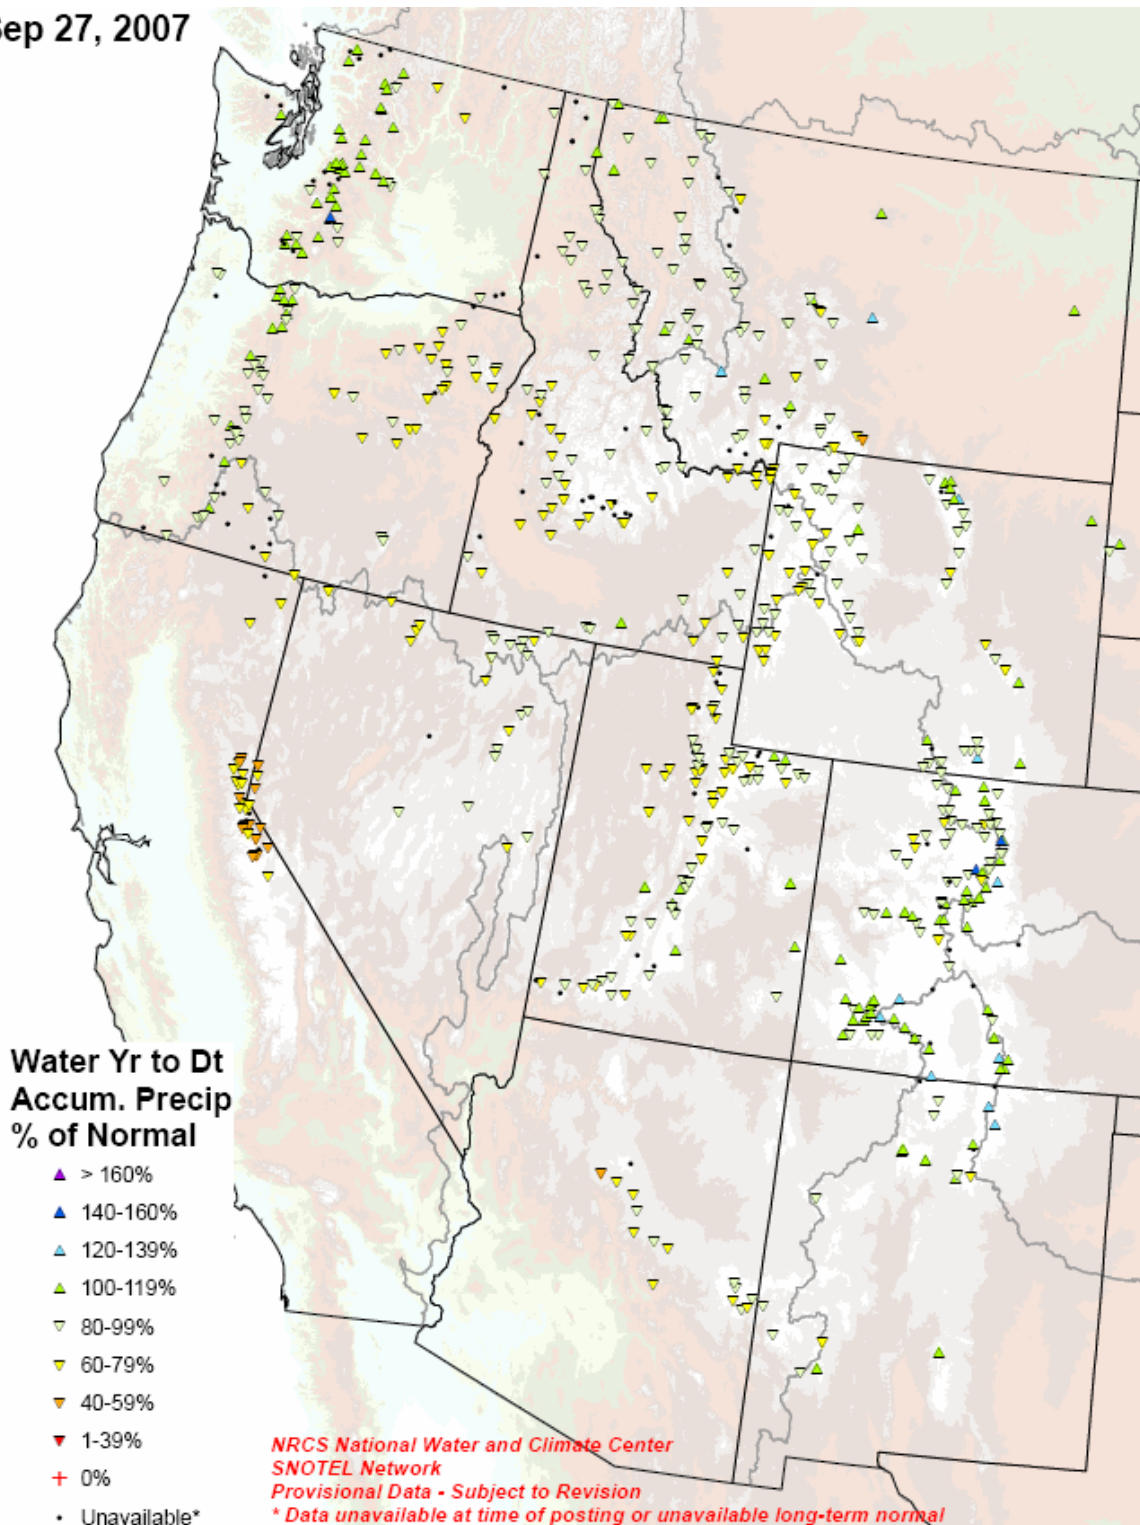 ep 27, 2007
Water Yr to Dt
Accum. Precip
% of Normal
> 160%
140-160%
120-139%
100-119%
80-99%
60-79%
40-59%
1-39%
0%
Unavailable*
NRCS National Water and Climate Center
SNOTEL Network
Provisional Data - Subject to Revision
* Data unavailable at time of posting or unavailable long-term normal